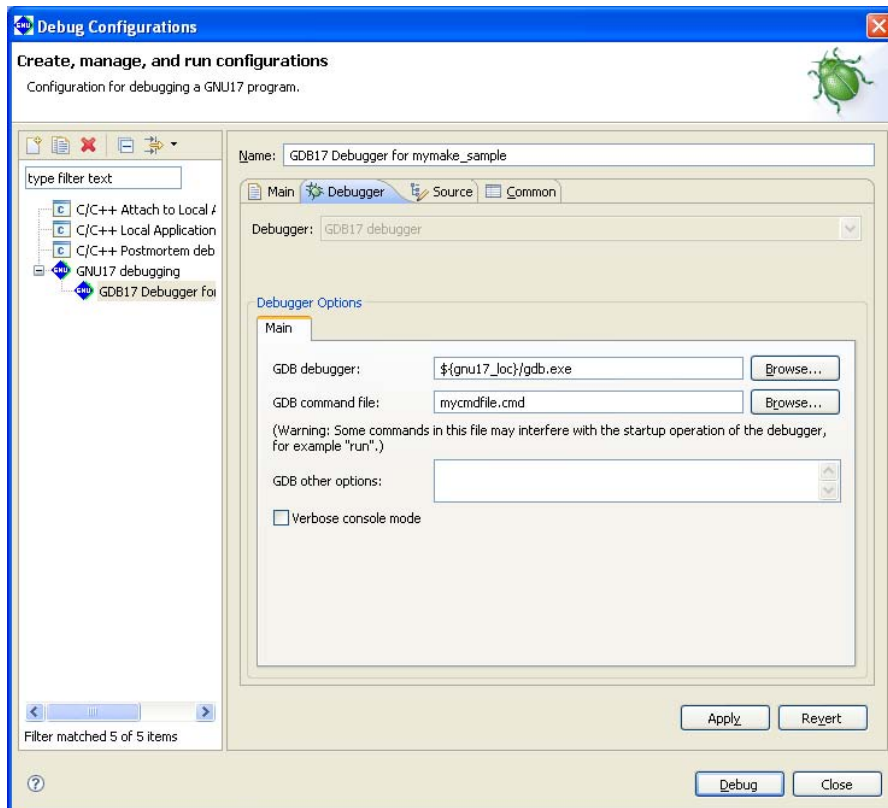 Debug Configurations
Create, manage, and run configurations
Configuration for debugging a GNU17 program.
type filter text
C/C++ Attach to Local A
C/C++ Local Application
C/C++ Postmortem deb
GNU17 debugging
GDB17 Debugger for
Filter matched 5 of 5 items
Name: GDB17 Debugger for mymake_sample
Main Debugger Source Common
Debugger: GDB17 debugger
Debugger Options
Main
GDB debugger: ${gnu17_loc}/gdb.exe Browse...
GDB command file: mycmdfile.cmd Browse...
(Warning: Some commands in this file may interfere with the startup operation of the debugger,
for example "run".)
GDB other options:
Verbose console mode
Apply Revert
Debug Close